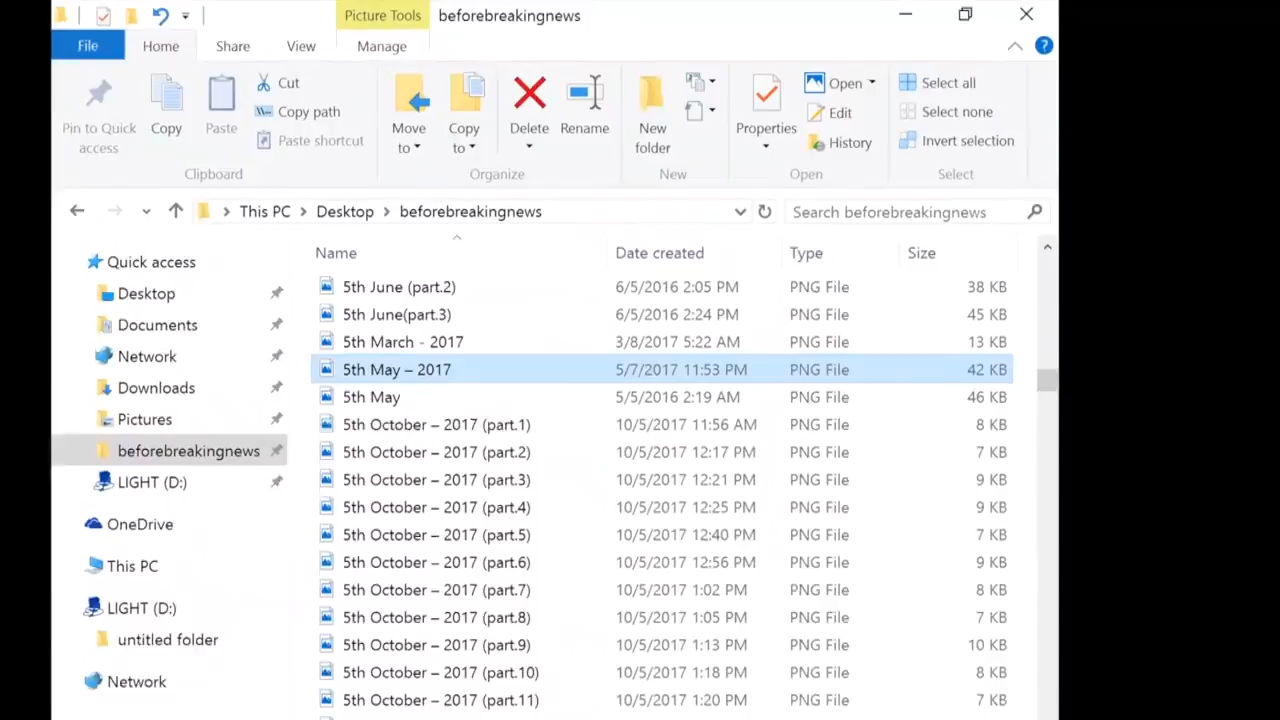 Picture Tools beforebreakingnews
File Home Share View Manage
Pin to Quick access
Copy
Paste
Cut
Copy path
Paste shortcut
Clipboard
Move to
Copy to
Delete
Rename
Organize
New folder
New
Properties
Open
Edit
History
Open
Select all
Select none
Invert selection
Select
This PC Desktop beforebreakingnews
Search beforebreakingnews
Quick access
Desktop
Documents
Network
Downloads
Pictures
beforebreakingnews
LIGHT (D:)
OneDrive
This PC
LIGHT (D:)
untitled folder
Network
Name Date created Type Size
5th June (part.2) 6/5/2016 2:05 PM PNG File 38 KB
5th June(part.3) 6/5/2016 2:24 PM PNG File 45 KB
5th March - 2017 3/8/2017 5:22 AM PNG File 13 KB
5th May – 2017 5/7/2017 11:53 PM PNG File 42 KB
5th May 5/5/2016 2:19 AM PNG File 46 KB
5th October – 2017 (part.1) 10/5/2017 11:56 AM PNG File 8 KB
5th October – 2017 (part.2) 10/5/2017 12:17 PM PNG File 7 KB
5th October – 2017 (part.3) 10/5/2017 12:21 PM PNG File 9 KB
5th October – 2017 (part.4) 10/5/2017 12:25 PM PNG File 9 KB
5th October – 2017 (part.5) 10/5/2017 12:40 PM PNG File 7 KB
5th October – 2017 (part.6) 10/5/2017 12:56 PM PNG File 9 KB
5th October – 2017 (part.7) 10/5/2017 1:02 PM PNG File 8 KB
5th October – 2017 (part.8) 10/5/2017 1:05 PM PNG File 7 KB
5th October – 2017 (part.9) 10/5/2017 1:13 PM PNG File 10 KB
5th October – 2017 (part.10) 10/5/2017 1:18 PM PNG File 8 KB
5th October – 2017 (part.11) 10/5/2017 1:20 PM PNG File 7 KB